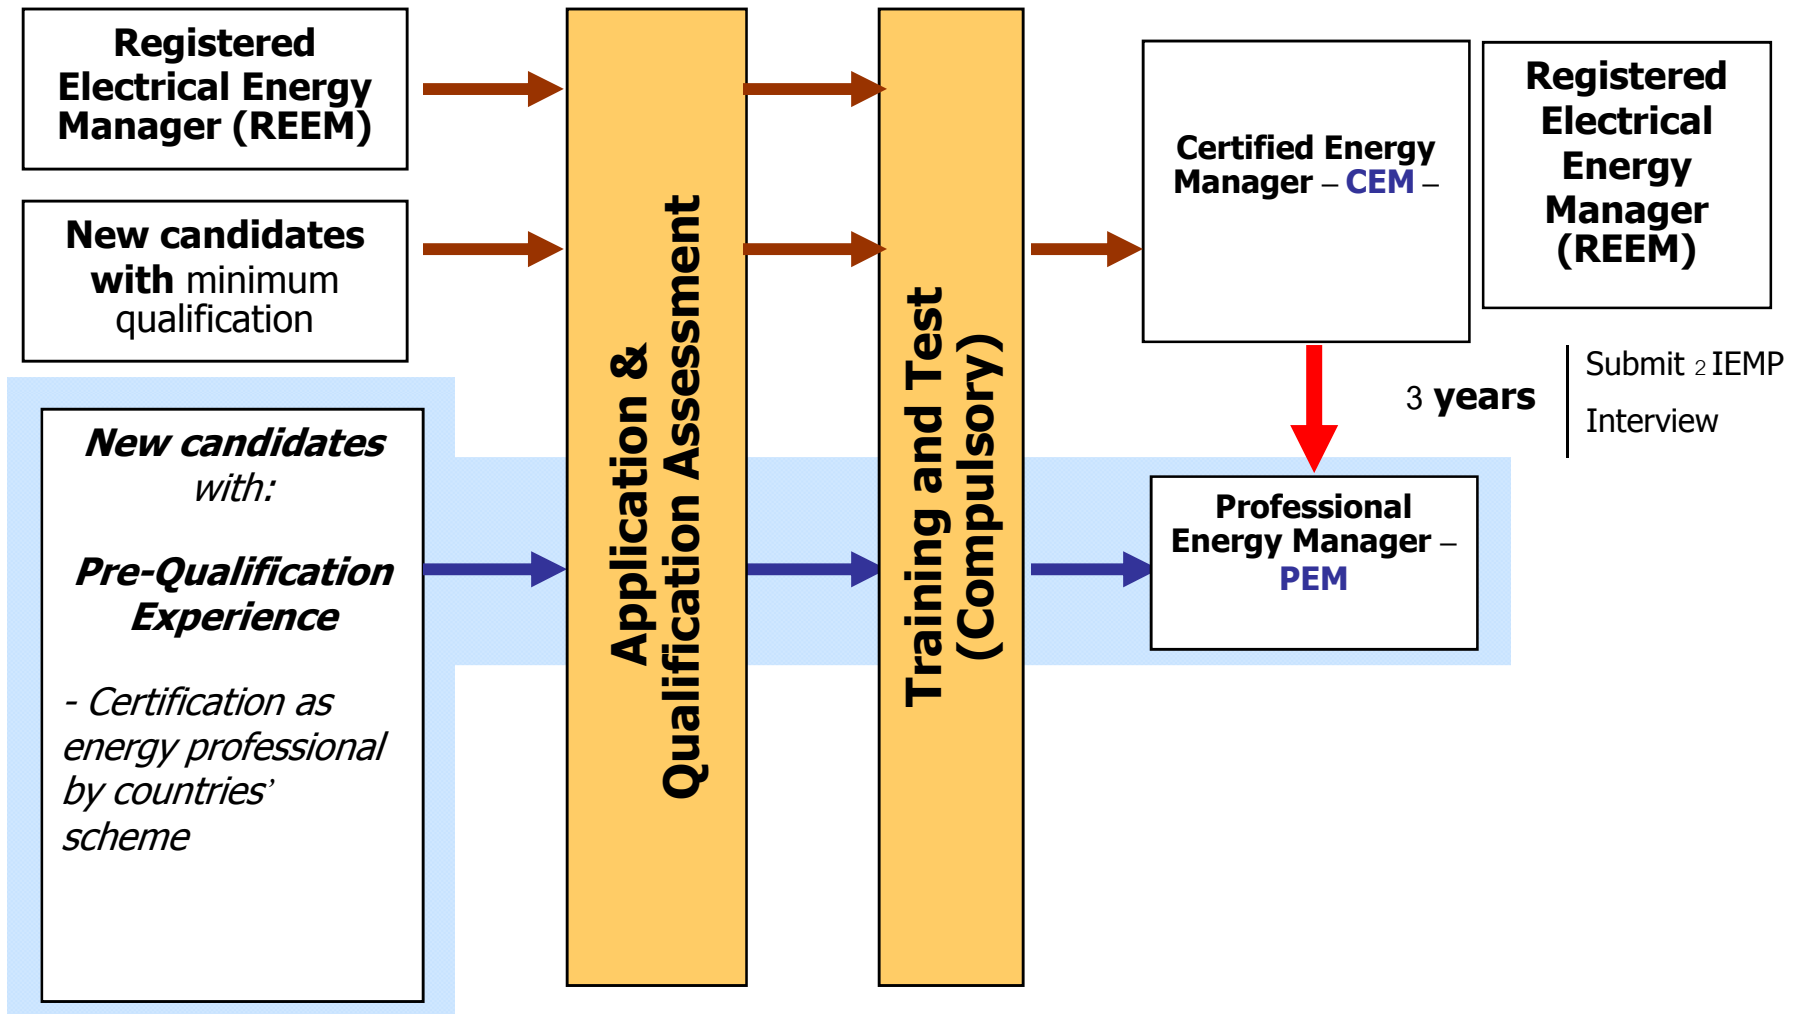 Registered
Electrical Energy
Manager (REEM)
New candidates
with minimum
qualification
New candidates
with:
Pre-Qualification
Experience
- Certification as
energy professional
by countries’
scheme
Application &
Qualification Assessment
Training and Test
(Compulsory)
Certified Energy
Manager – CEM –
Registered
Electrical
Energy
Manager
(REEM)
3 years
Submit 2 IEMP
Interview
Professional
Energy Manager –
PEM